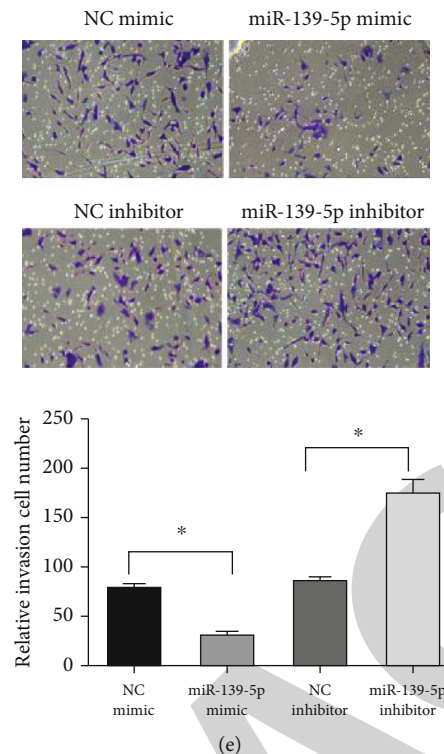 NC mimic
miR-139-5p mimic
NC inhibitor
miR-139-5p inhibitor
Relative invasion cell number
250
200
150
100
50
0
*
*
NC
mimic
miR-139-5p
mimic
NC
inhibitor
miR-139-5p
inhibitor
(e)